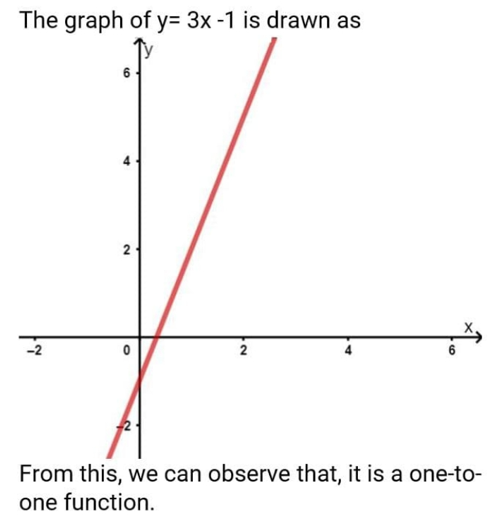 The graph of y= 3x -1 is drawn as
y
6
4
2
x
-2 0 2 4 6
-2
From this, we can observe that, it is a one-to-
one function.